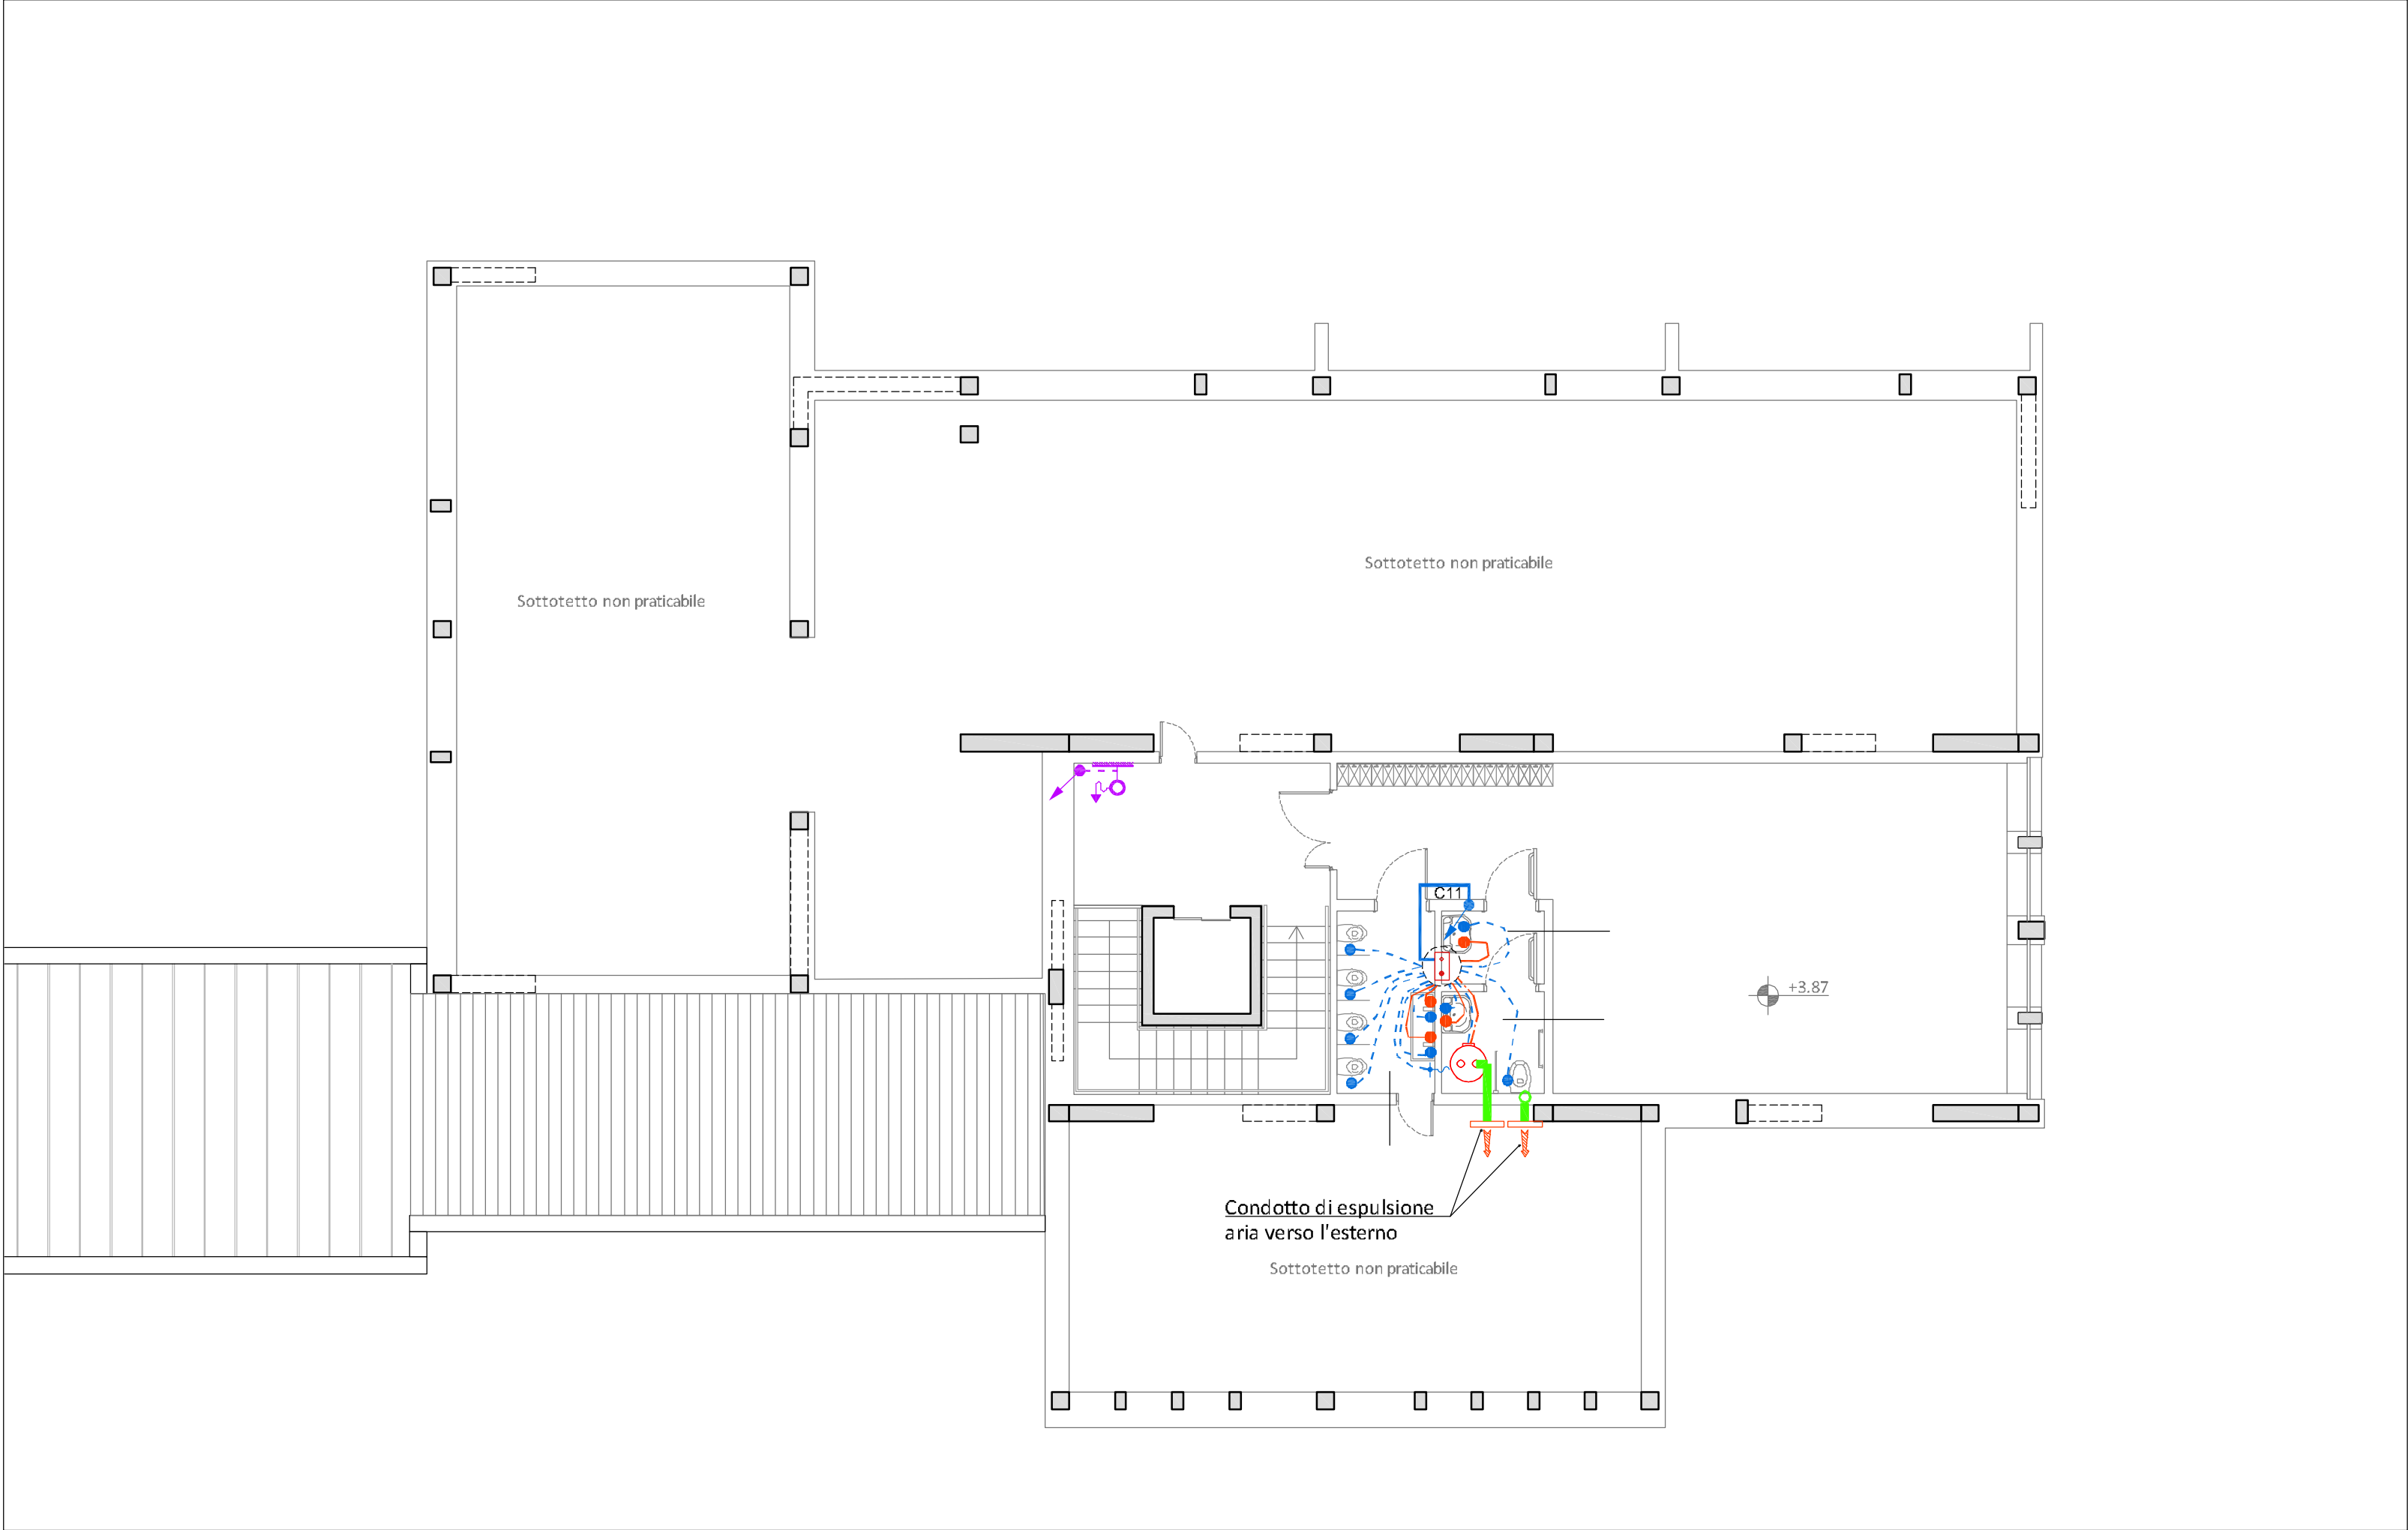 Sottotetto non praticabile
Sottotetto non praticabile
C11
+3.87
Condotto di espulsione
aria verso l'esterno
Sottotetto non praticabile